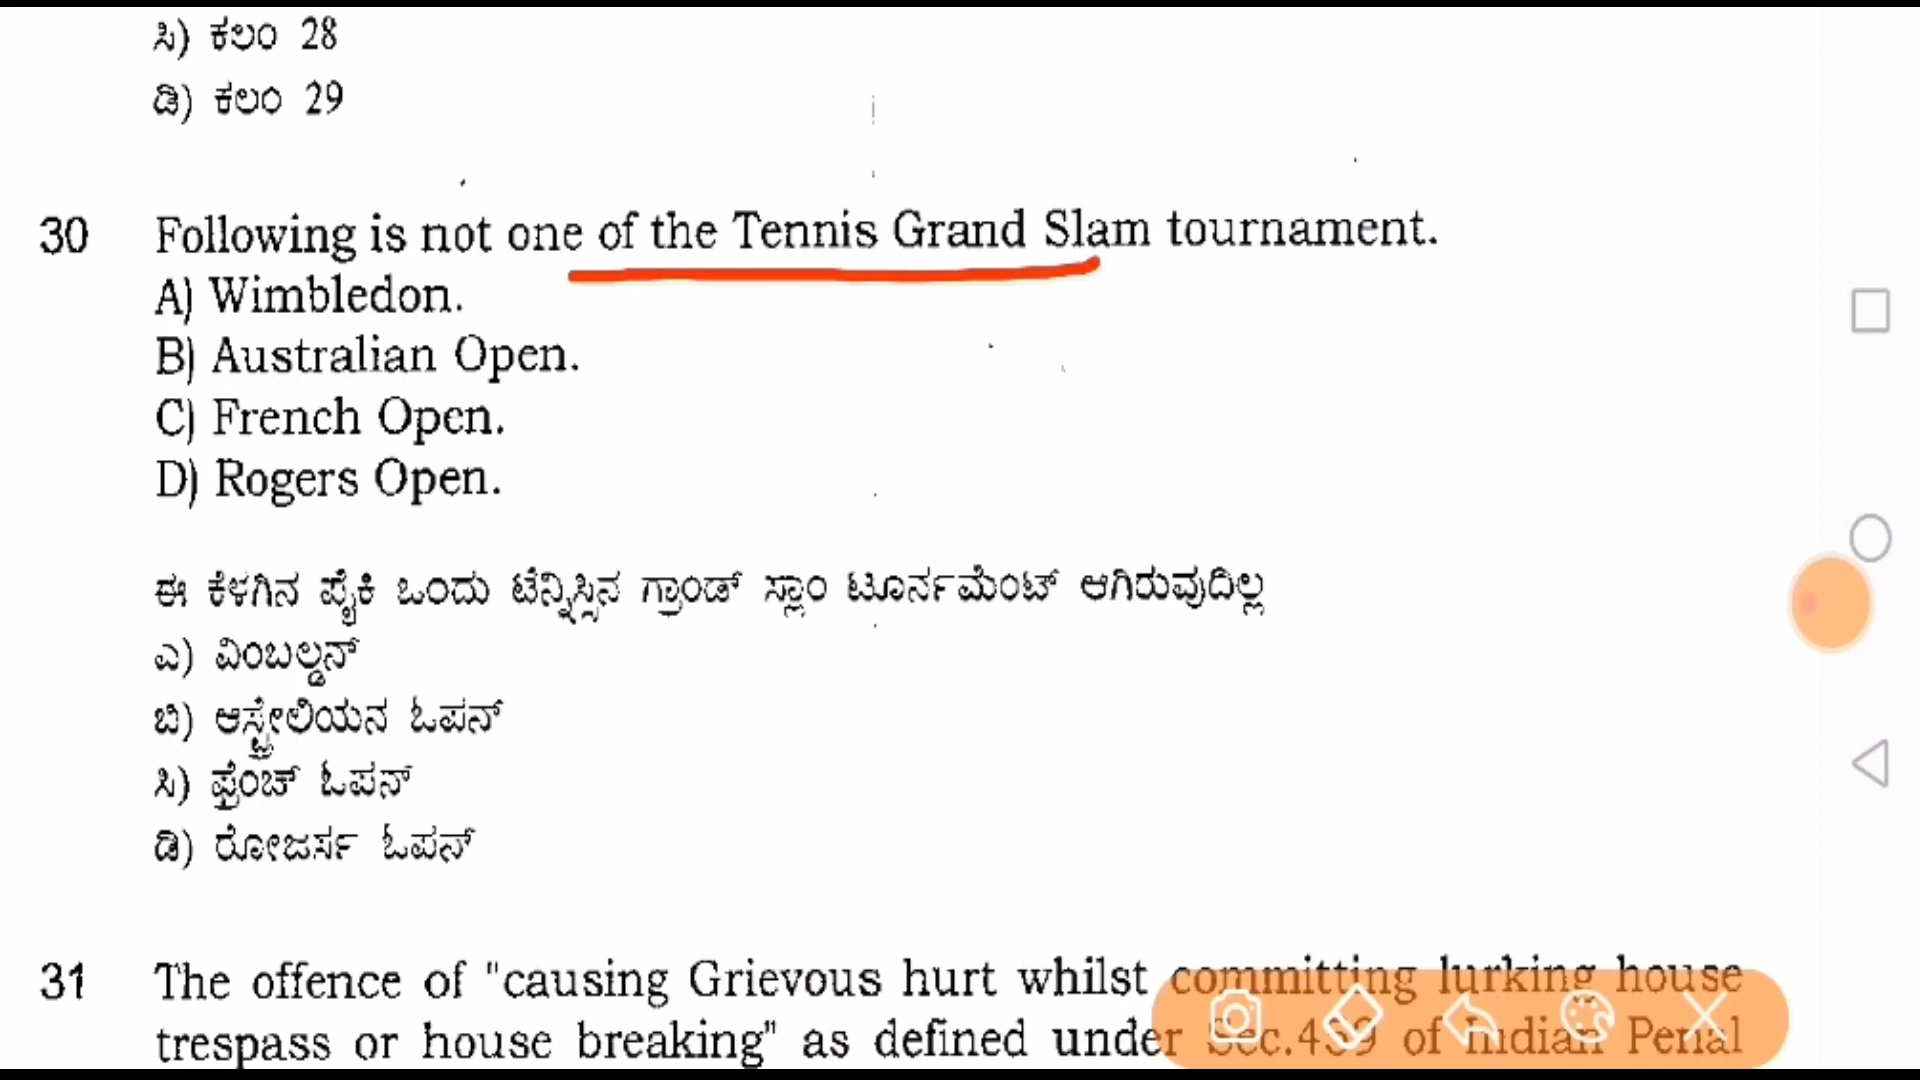 ಸಿ) ಕಲಂ 28
ಡಿ) ಕಲಂ 29
30 Following is not one of the Tennis Grand Slam tournament.
A) Wimbledon.
B) Australian Open.
C) French Open.
D) Rogers Open.
ಈ ಕೆಳಗಿನ ಪೈಕಿ ಒಂದು ಟೆನ್ನಿಸ್ಸಿನ ಗ್ರಾಂಡ್ ಸ್ಲಾಂ ಟೂರ್ನಮೆಂಟ್ ಆಗಿರುವುದಿಲ್ಲ
ಎ) ವಿಂಬಲ್ಡನ್
ಬಿ) ಆಸ್ಟ್ರೇಲಿಯನ ಓಪನ್
ಸಿ) ಫ್ರೆಂಚ್ ಓಪನ್
ಡಿ) ರೋಜರ್ಸ ಓಪನ್
31 The offence of "causing Grievous hurt whilst committing lurking house
trespass or house breaking" as defined under Sec.459 of Indian Penal